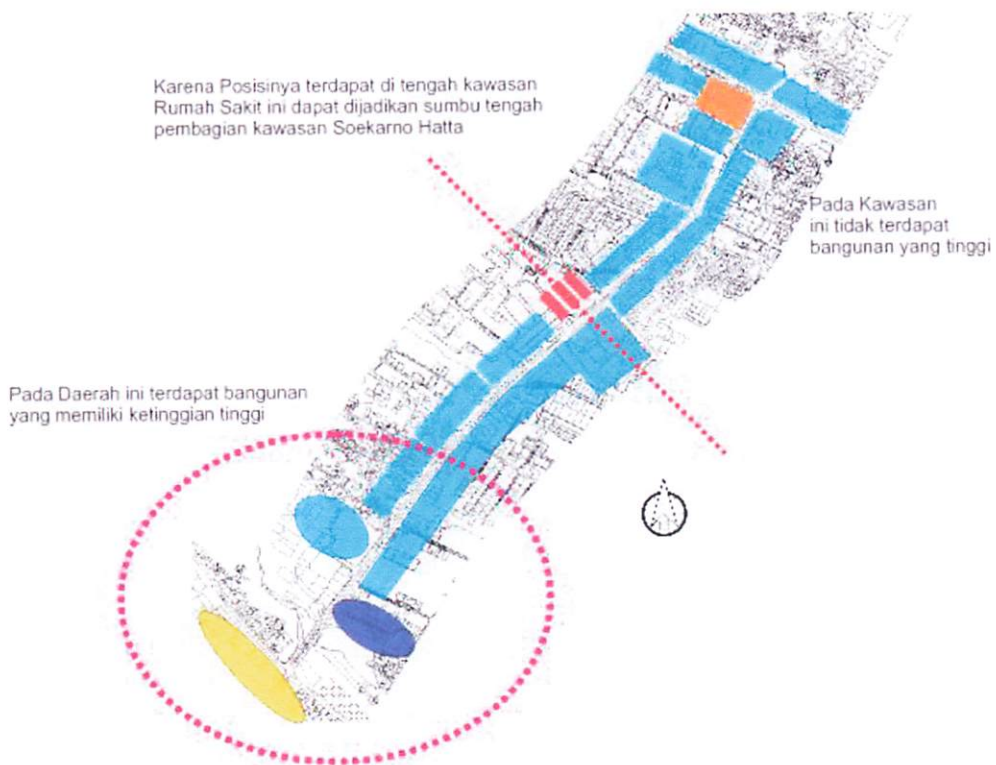 Karena Posisinya terdapat di tengah kawasan
Rumah Sakit ini dapat dijadikan sumbu tengah
pembagian kawasan Soekarno Hatta
Pada Kawasan
ini tidak terdapat
bangunan yang tinggi
Pada Daerah ini terdapat bangunan
yang memiliki ketinggian tinggi